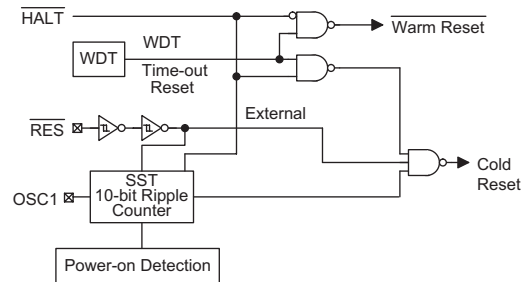 HALT
WDT
WDT
Time-out
Reset
Warm Reset
RES
External
OSC1
SST
10-bit Ripple
Counter
Cold
Reset
Power-on Detection